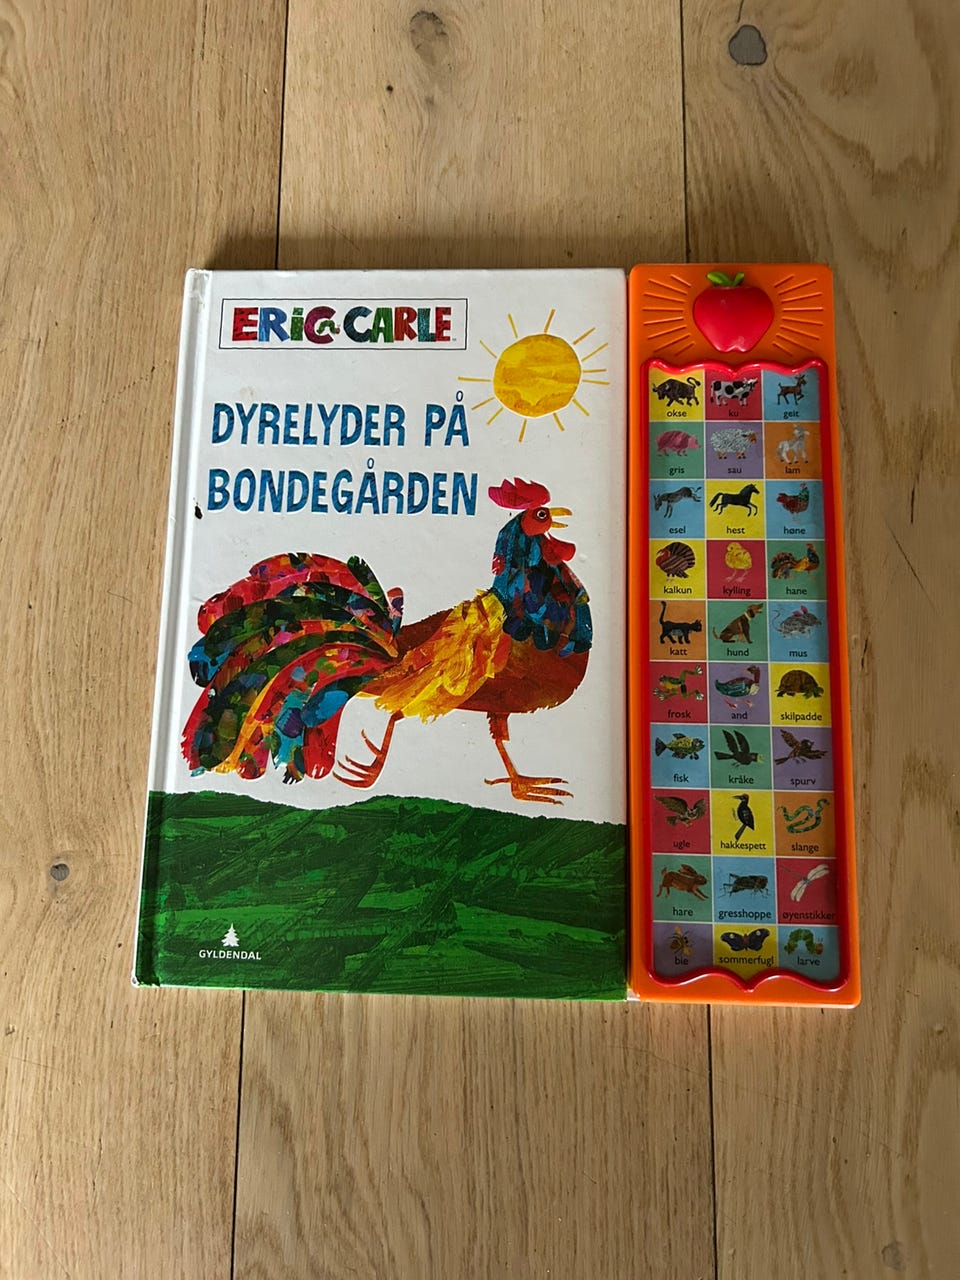 ERIC CARLE
DYRELYDER PÅ
BONDEGÅRDEN
GYLDENDAL
okse ku geit
gris sau lam
esel hest høne
kalkun kylling hane
katt hund mus
frosk and skilpadde
fisk kråke spurv
ugle hakkespett slange
hare gresshoppe øyenstikker
bie sommerfugl larve